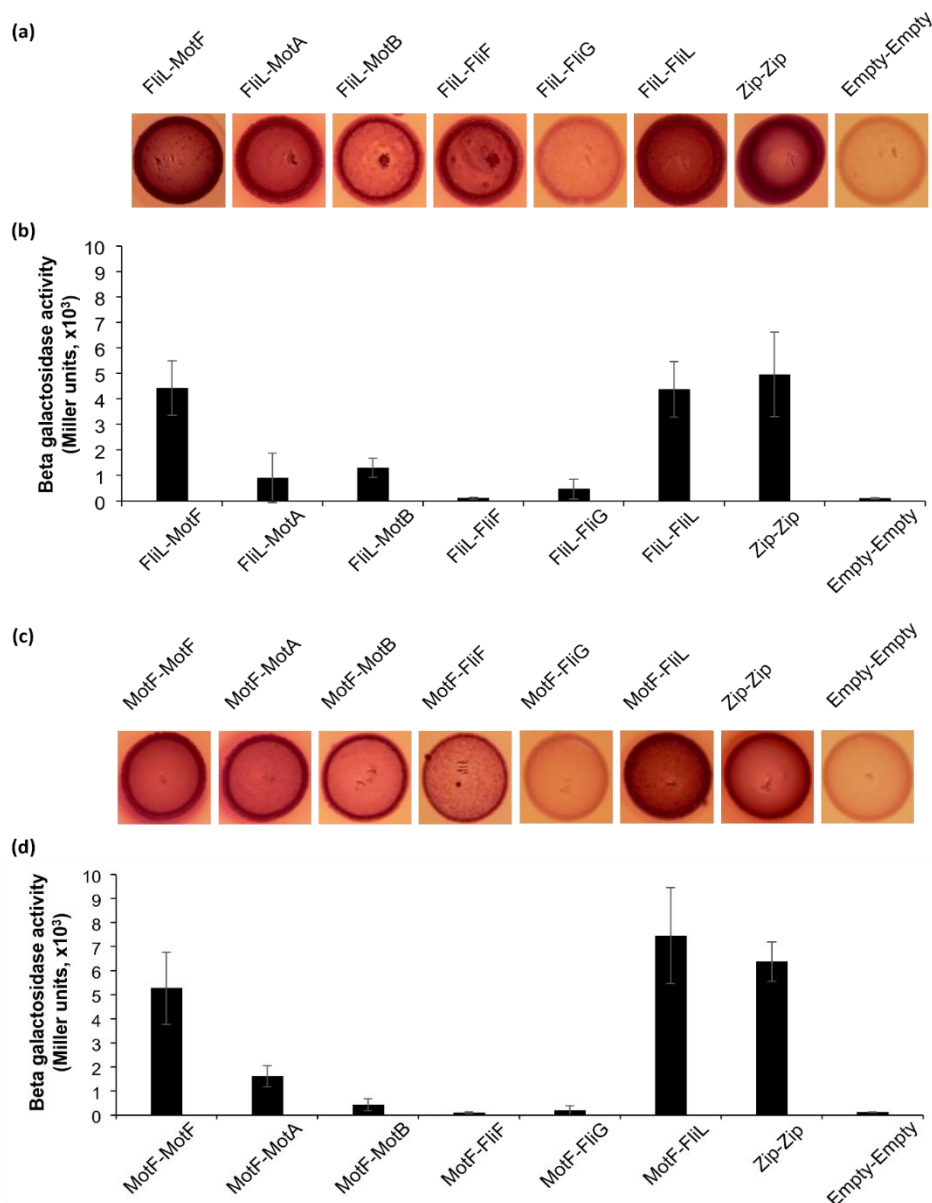 (a)
FliL-MotF FliL-MotA FliL-MotB FliL-FliF FliL-FliG FliL-FliL Zip-Zip Empty-Empty
(b)
Beta galactosidase activity
(Miller units, x10³)
10
9
8
7
6
5
4
3
2
1
0
FliL-MotF FliL-MotA FliL-MotB FliL-FliF FliL-FliG FliL-FliL Zip-Zip Empty-Empty
(c)
MotF-MotF MotF-MotA MotF-MotB MotF-FliF MotF-FliG MotF-FliL Zip-Zip Empty-Empty
(d)
Beta galactosidase activity
(Miller units, x10³)
10
9
8
7
6
5
4
3
2
1
0
MotF-MotF MotF-MotA MotF-MotB MotF-FliF MotF-FliG MotF-FliL Zip-Zip Empty-Empty